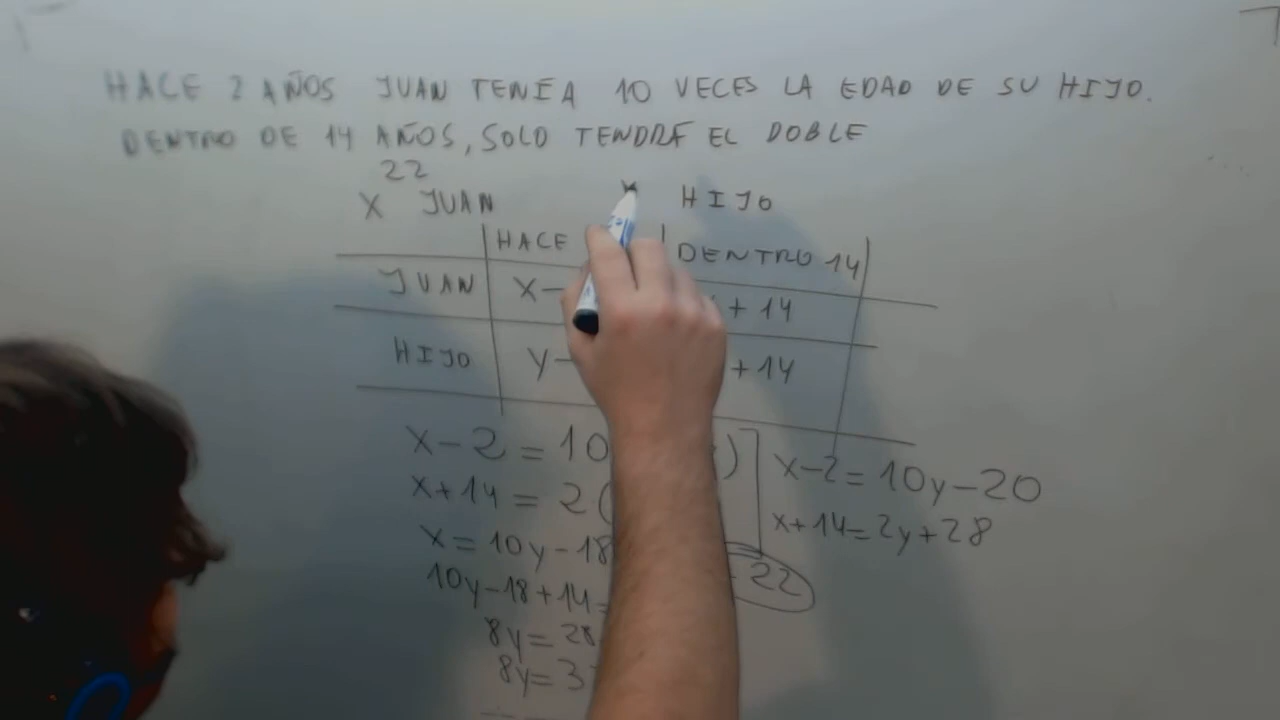 HACE 2 AÑOS JUAN TENÍA 10 VECES LA EDAD DE SU HIJO.
DENTRO DE 14 AÑOS, SOLO TENDRÁ EL DOBLE
22
X JUAN HIJO
HACE DENTRO 14
JUAN X- + 14
HIJO y- + 14
x-2=10 ) x-2=10y-20
x+14=2( x+14=2y+28
x=10y-18 22
10y-18+14=
8y=28
8y=3